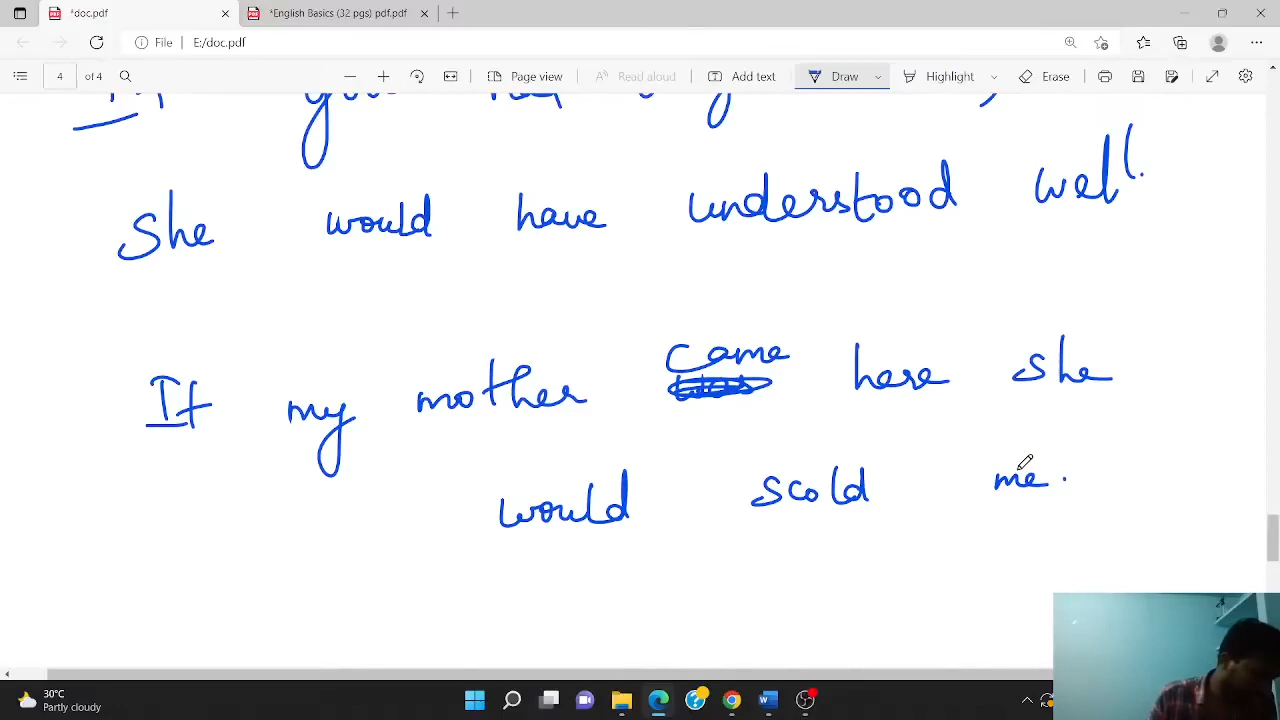 *doc.pdf
*English Basics (32 pgs) pdf.pdf
File E:/doc.pdf
4 of 4 Page view Read aloud Add text Draw Highlight Erase
If you
She would have understood well.
If my mother came here she
would scold me.
30°C
Partly cloudy